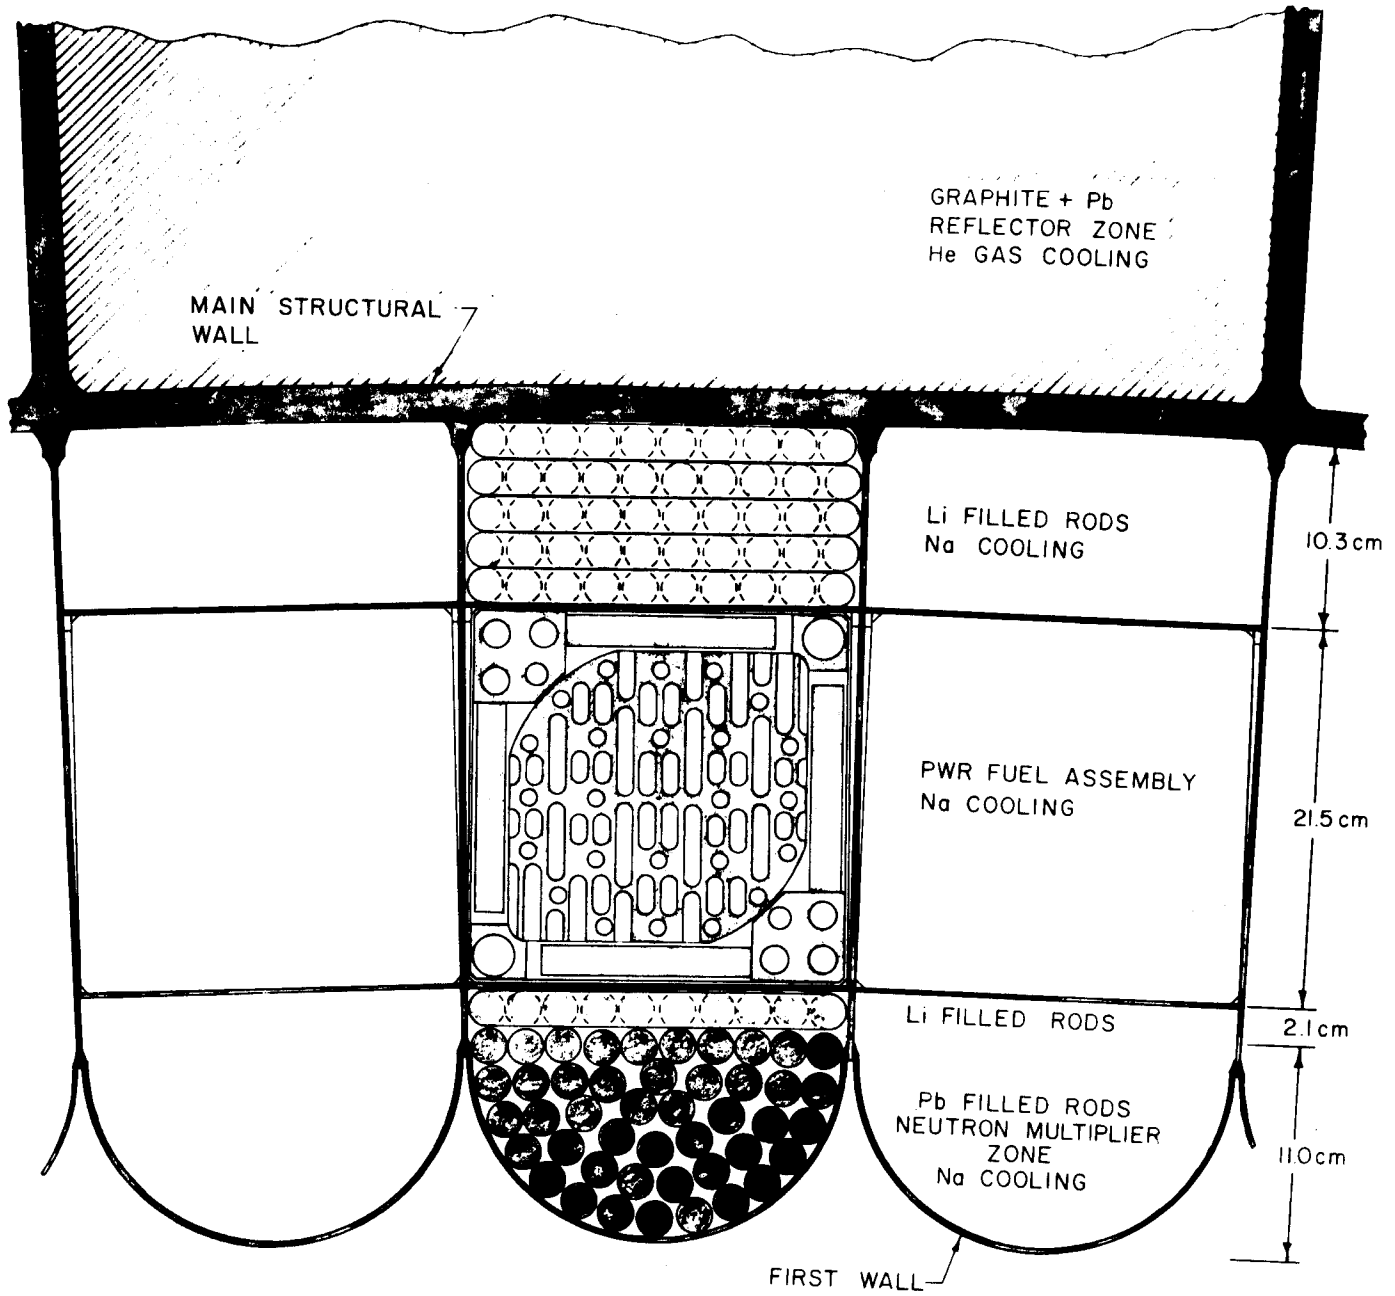 GRAPHITE + Pb
REFLECTOR ZONE
He GAS COOLING
MAIN STRUCTURAL
WALL
Li FILLED RODS
Na COOLING
10.3 cm
PWR FUEL ASSEMBLY
Na COOLING
21.5 cm
Li FILLED RODS
2.1 cm
Pb FILLED RODS
NEUTRON MULTIPLIER
ZONE
Na COOLING
11.0 cm
FIRST WALL